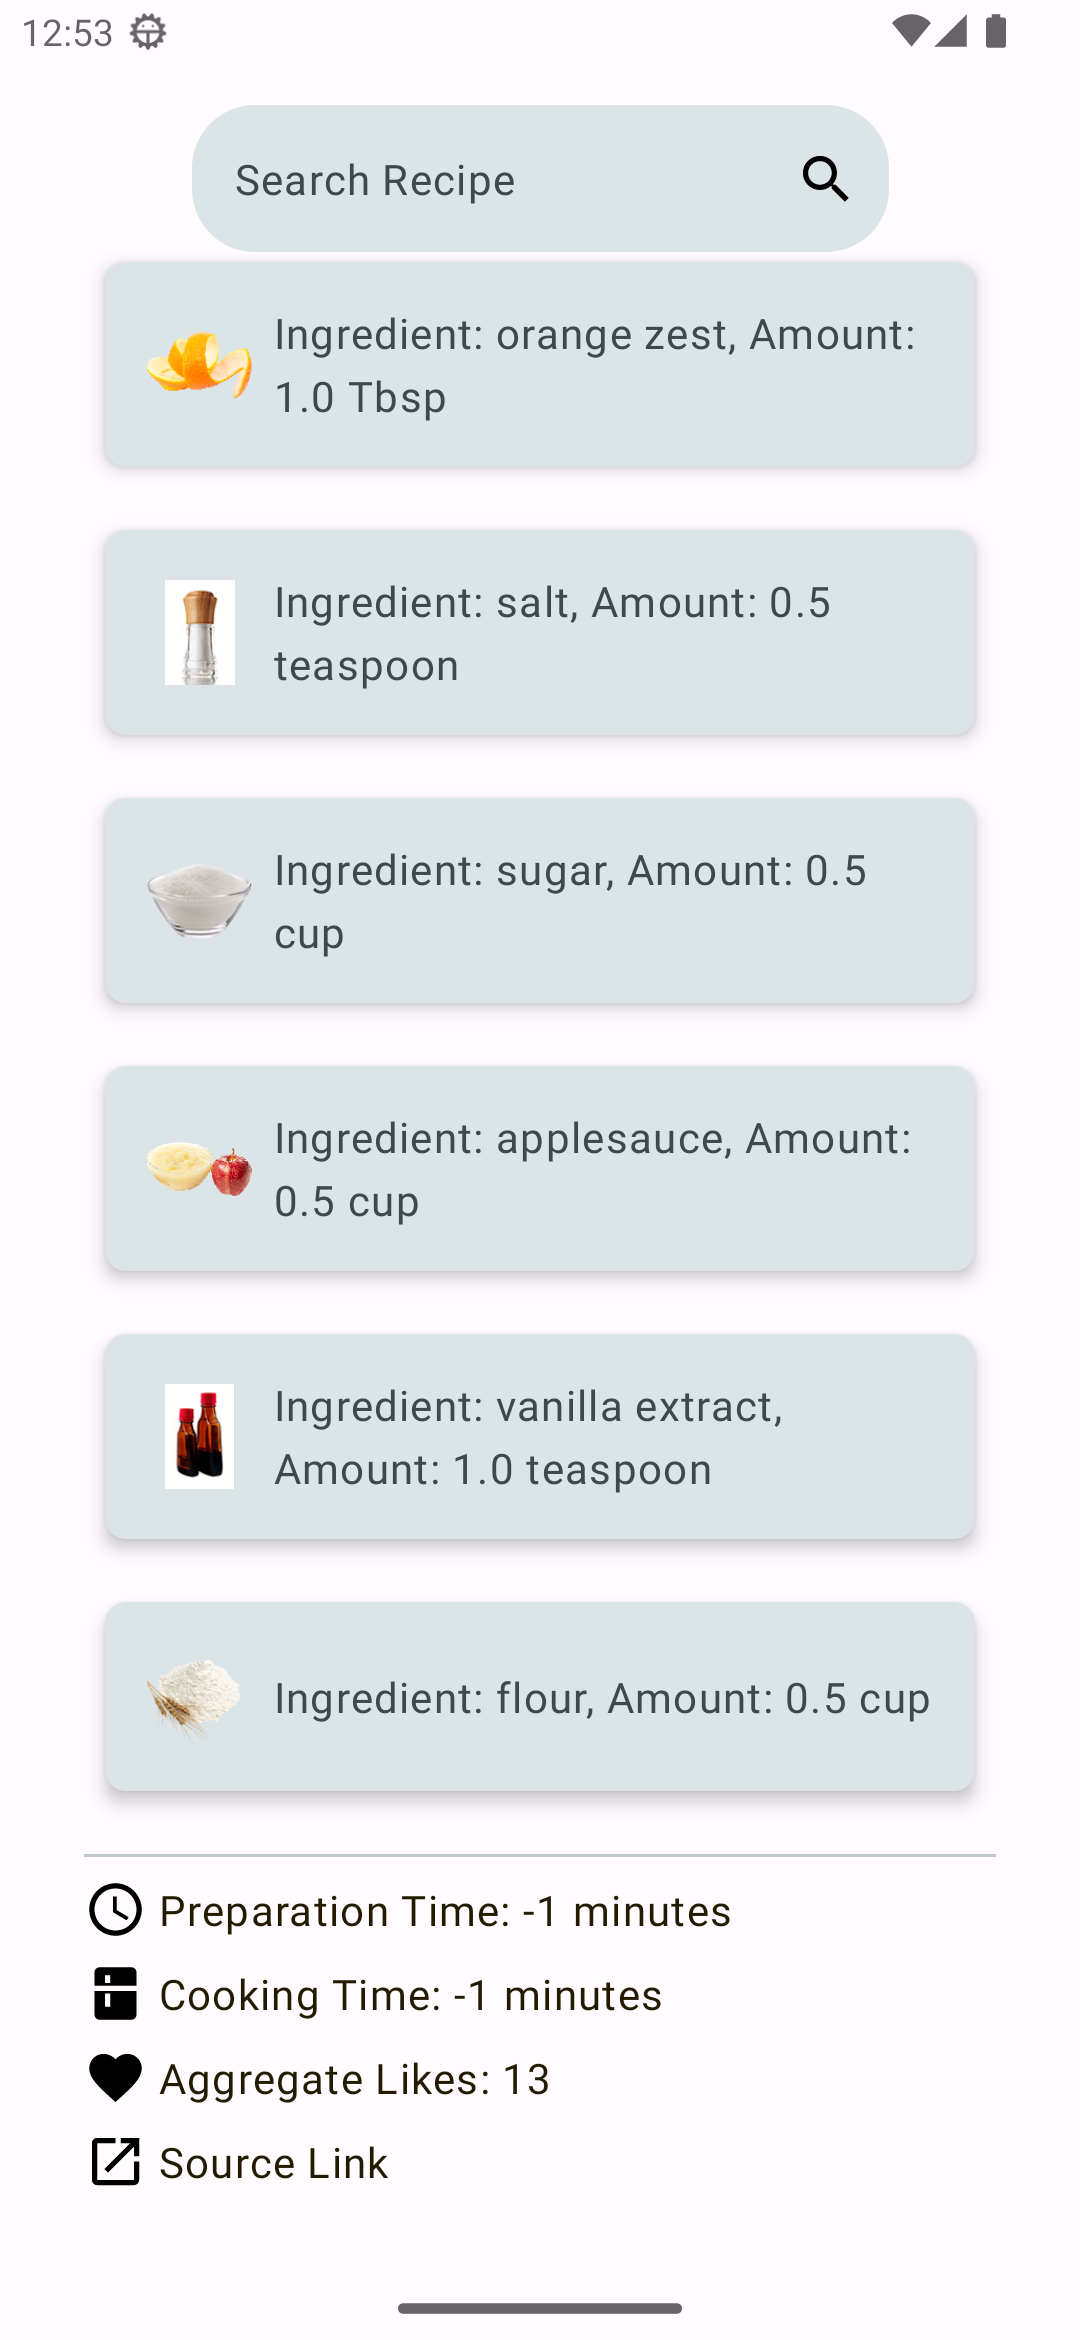 12:53
Search Recipe
Ingredient: orange zest, Amount:
1.0 Tbsp
Ingredient: salt, Amount: 0.5
teaspoon
Ingredient: sugar, Amount: 0.5
cup
Ingredient: applesauce, Amount:
0.5 cup
Ingredient: vanilla extract,
Amount: 1.0 teaspoon
Ingredient: flour, Amount: 0.5 cup
Preparation Time: -1 minutes
Cooking Time: -1 minutes
Aggregate Likes: 13
Source Link